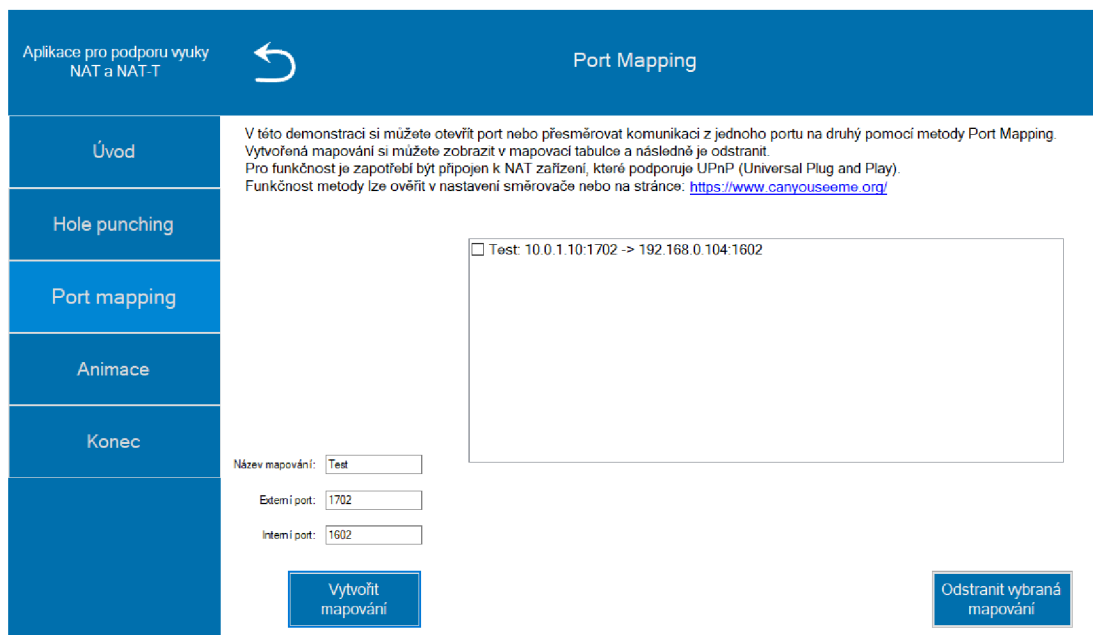 Aplikace pro podporu vyuky
NAT a NAT-T
Port Mapping
Úvod
Hole punching
Port mapping
Animace
Konec
V této demonstraci si můžete otevřít port nebo přesměrovat komunikaci z jednoho portu na druhý pomocí metody Port Mapping.
Vytvořená mapování si můžete zobrazit v mapovací tabulce a následně je odstranit.
Pro funkčnost je zapotřebí být připojen k NAT zařízení, které podporuje UPnP (Universal Plug and Play).
Funkčnost metody lze ověřit v nastavení směrovače nebo na stránce: https://www.canyouseeme.org/
Test: 10.0.1.10:1702 -> 192.168.0.104:1602
Název mapování: Test
Externí port: 1702
Interní port: 1602
Vytvořit
mapování
Odstranit vybraná
mapování